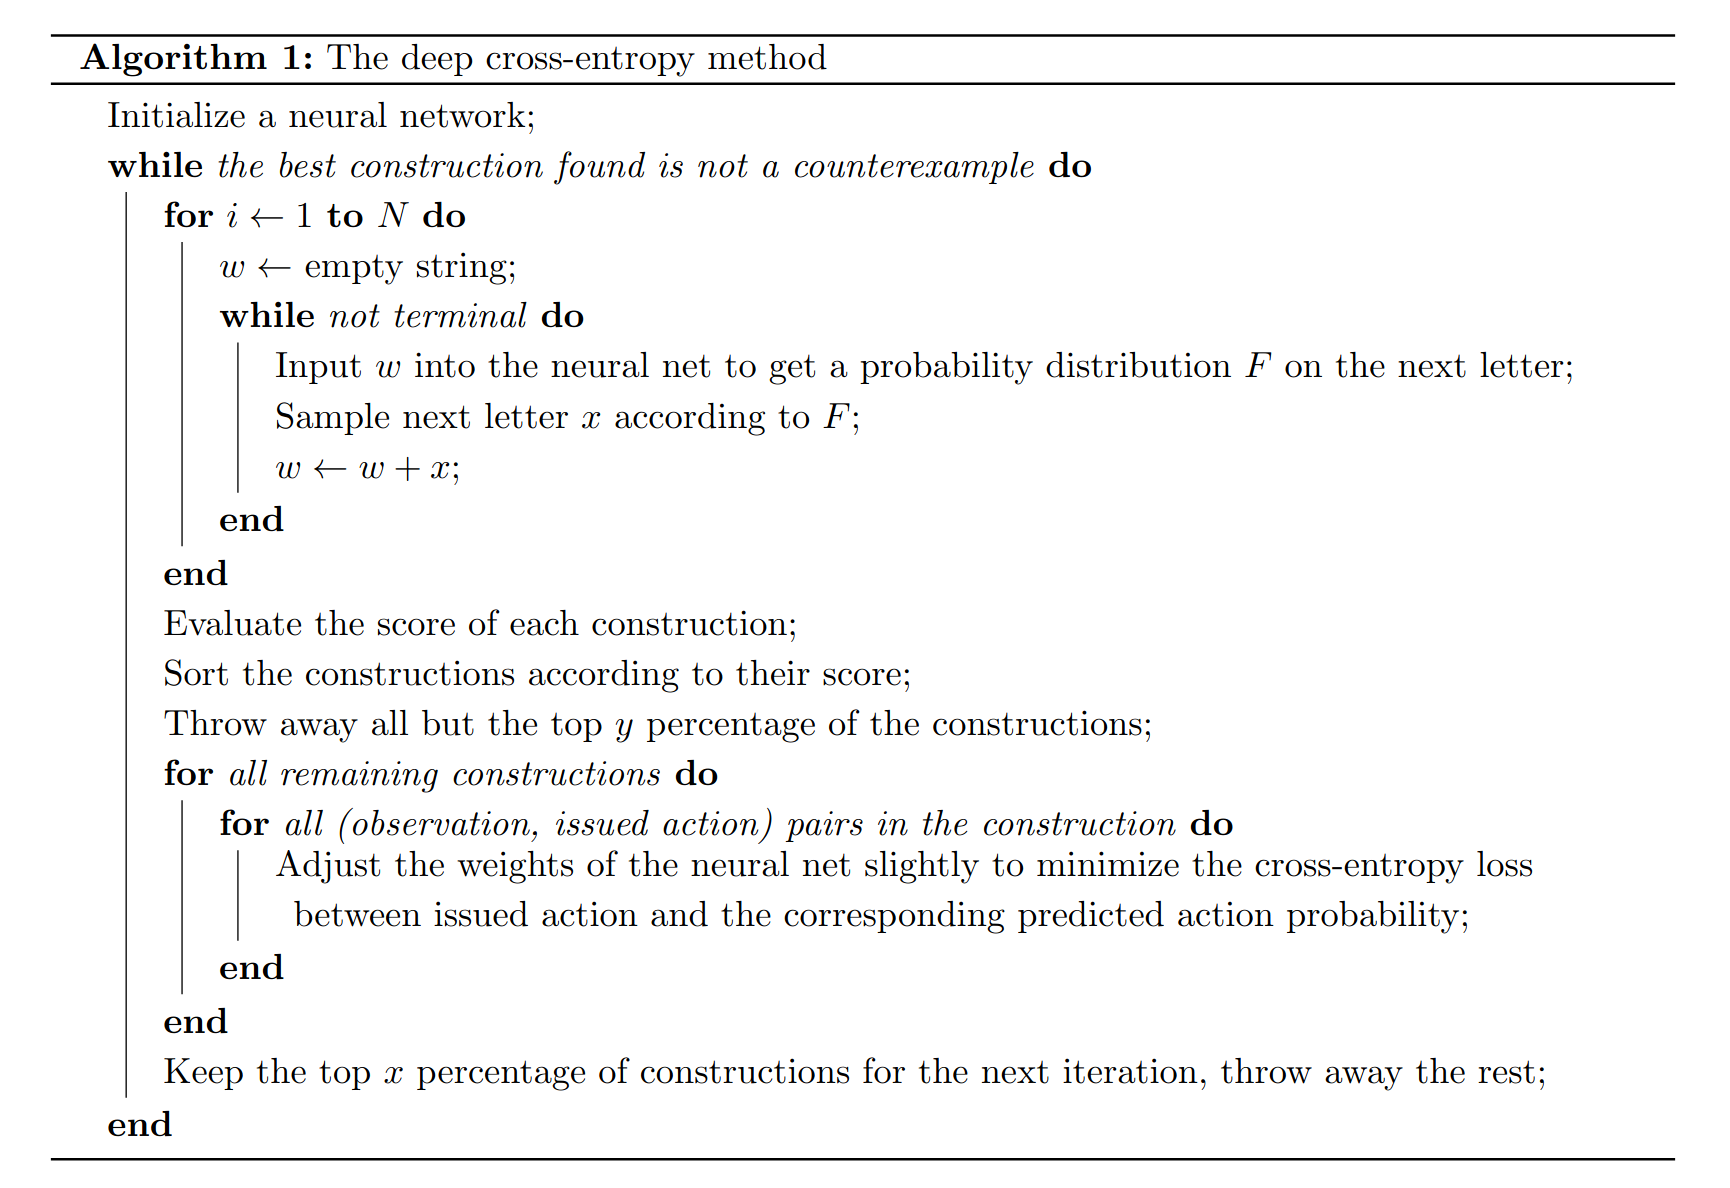 Algorithm 1: The deep cross-entropy method
Initialize a neural network;
while the best construction found is not a counterexample do
for i ← 1 to N do
w ← empty string;
while not terminal do
Input w into the neural net to get a probability distribution F on the next letter;
Sample next letter x according to F;
w ← w + x;
end
end
Evaluate the score of each construction;
Sort the constructions according to their score;
Throw away all but the top y percentage of the constructions;
for all remaining constructions do
for all (observation, issued action) pairs in the construction do
Adjust the weights of the neural net slightly to minimize the cross-entropy loss
between issued action and the corresponding predicted action probability;
end
end
Keep the top x percentage of constructions for the next iteration, throw away the rest;
end